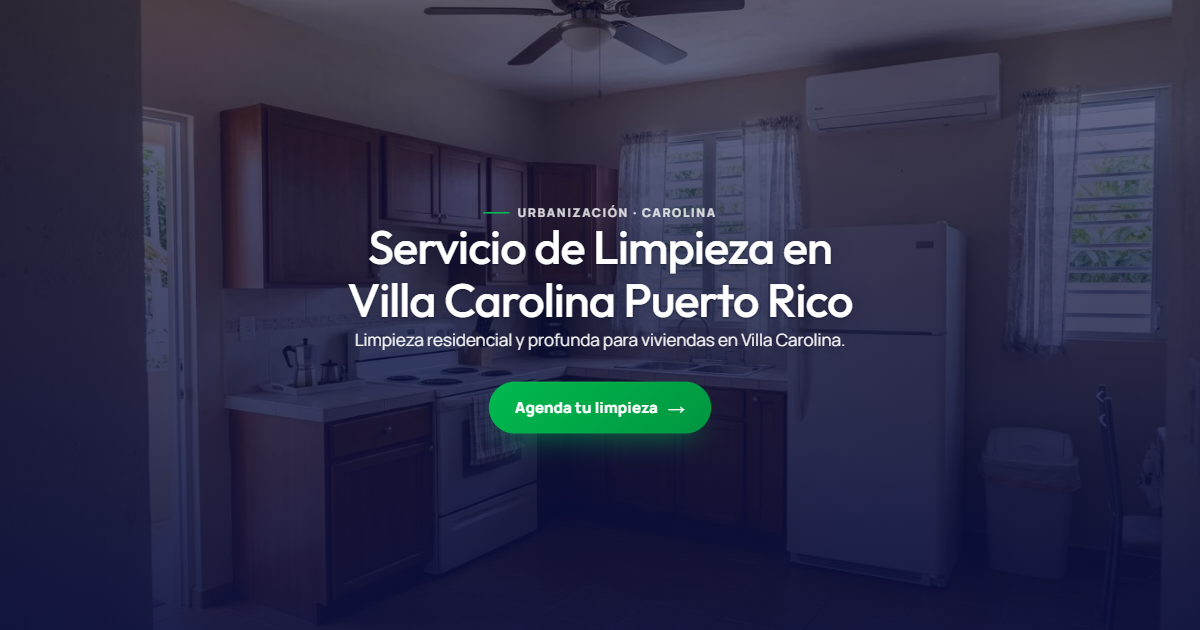 URBANIZACIÓN · CAROLINA
Servicio de Limpieza en
Villa Carolina Puerto Rico
Limpieza residencial y profunda para viviendas en Villa Carolina.
Agenda tu limpieza →